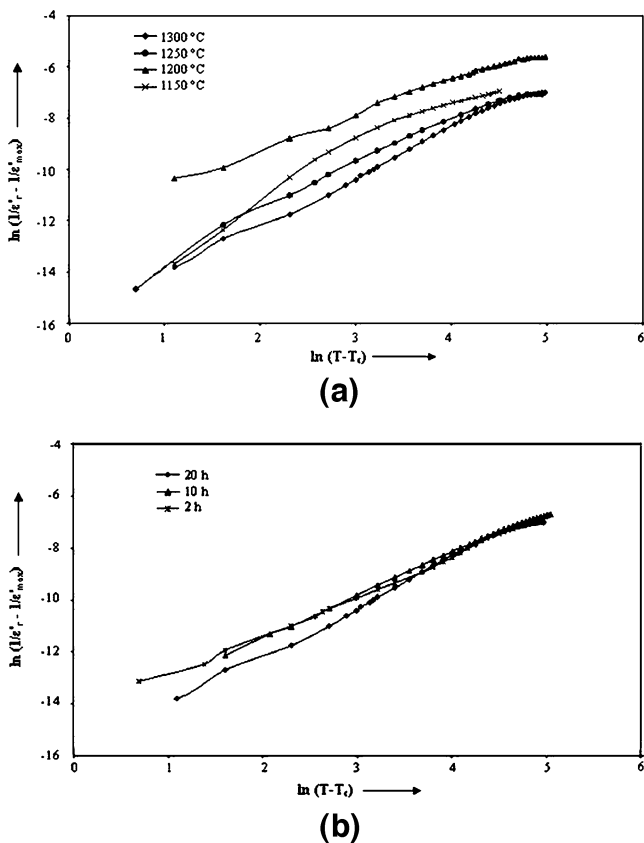 -4
-6
-8
-10
-12
-14
-16
1300 °C
1250 °C
1200 °C
1150 °C
ln (1/ε'r - 1/ε'max)
0 1 2 3 4 5 6
ln (T-Tc)
(a)
-4
-6
-8
-10
-12
-14
-16
20 h
10 h
2 h
ln (1/ε'r - 1/ε'max)
0 1 2 3 4 5 6
ln (T-Tc)
(b)